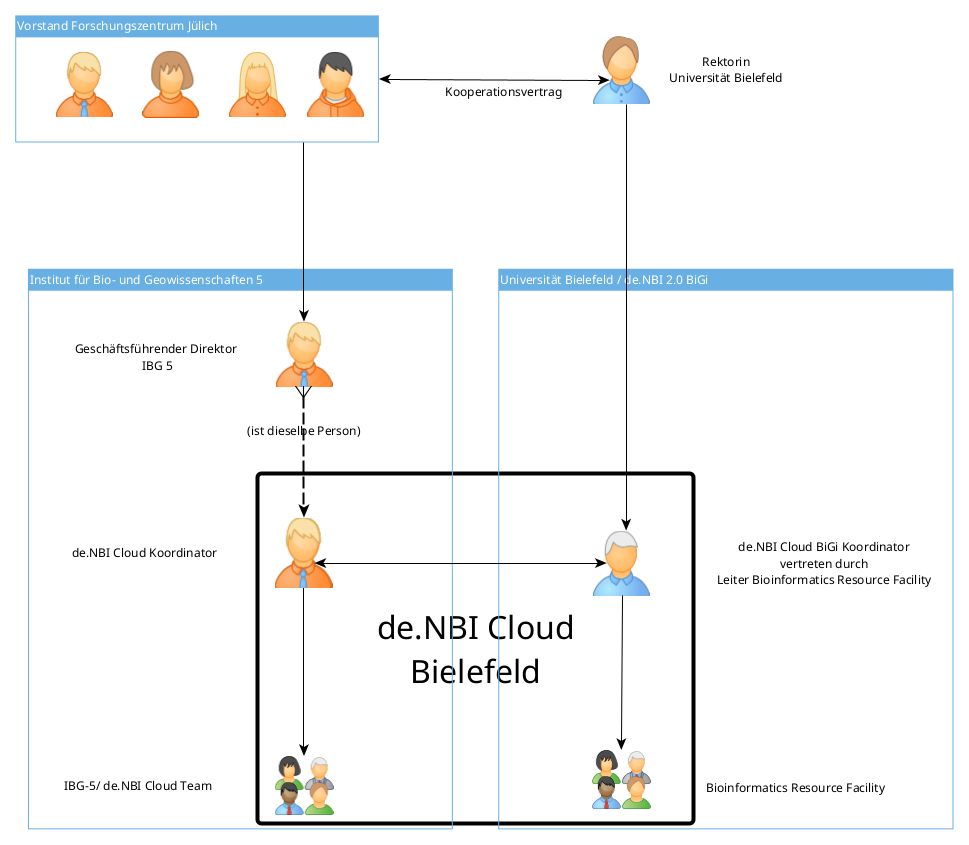 Vorstand Forschungszentrum Jülich
Rektorin
Universität Bielefeld
Kooperationsvertrag
Institut für Bio- und Geowissenschaften 5
Universität Bielefeld / de.NBI 2.0 BiGi
Geschäftsführender Direktor
IBG 5
(ist dieselbe Person)
de.NBI Cloud Koordinator
de.NBI Cloud BiGi Koordinator
vertreten durch
Leiter Bioinformatics Resource Facility
de.NBI Cloud
Bielefeld
IBG-5/ de.NBI Cloud Team
Bioinformatics Resource Facility